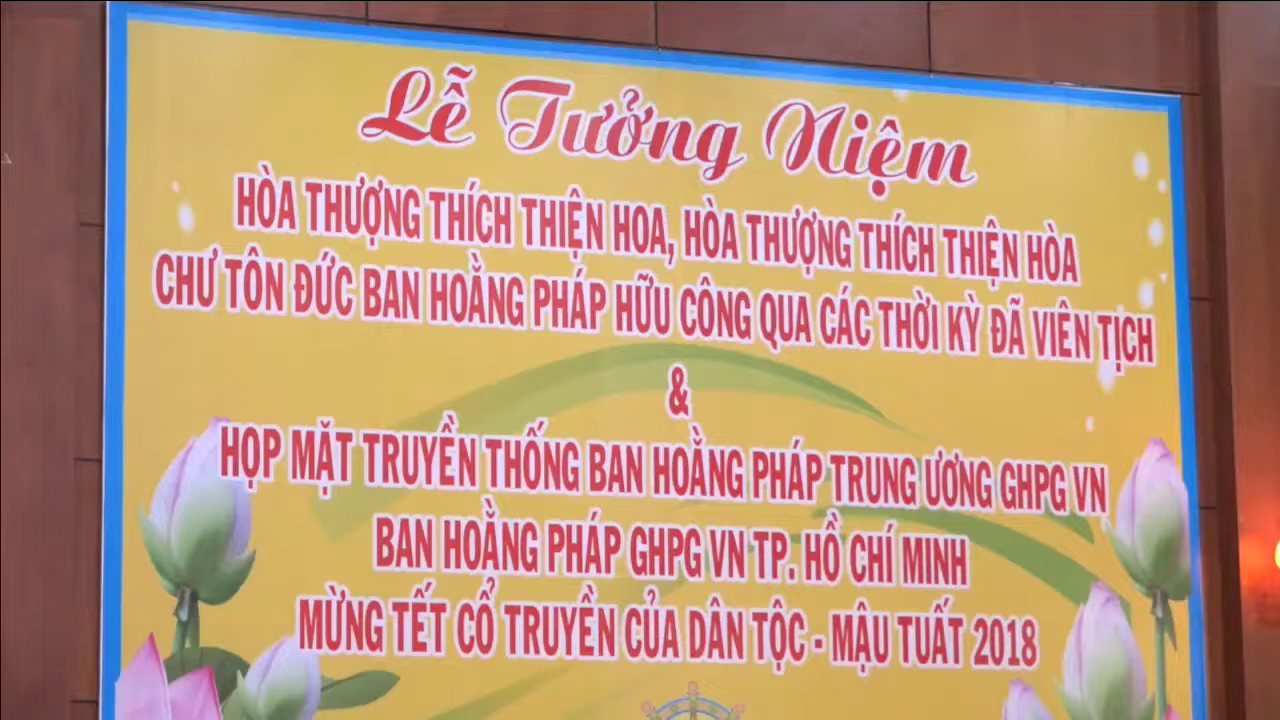 Lễ Tưởng Niệm
HÒA THƯỢNG THÍCH THIỆN HOA, HÒA THƯỢNG THÍCH THIỆN HÒA
CHƯ TÔN ĐỨC BAN HOẰNG PHÁP HỮU CÔNG QUA CÁC THỜI KỲ ĐÃ VIÊN TỊCH
&
HỌP MẶT TRUYỀN THỐNG BAN HOẰNG PHÁP TRUNG ƯƠNG GHPG VN
BAN HOẰNG PHÁP GHPG VN TP. HỒ CHÍ MINH
MỪNG TẾT CỔ TRUYỀN CỦA DÂN TỘC - MẬU TUẤT 2018